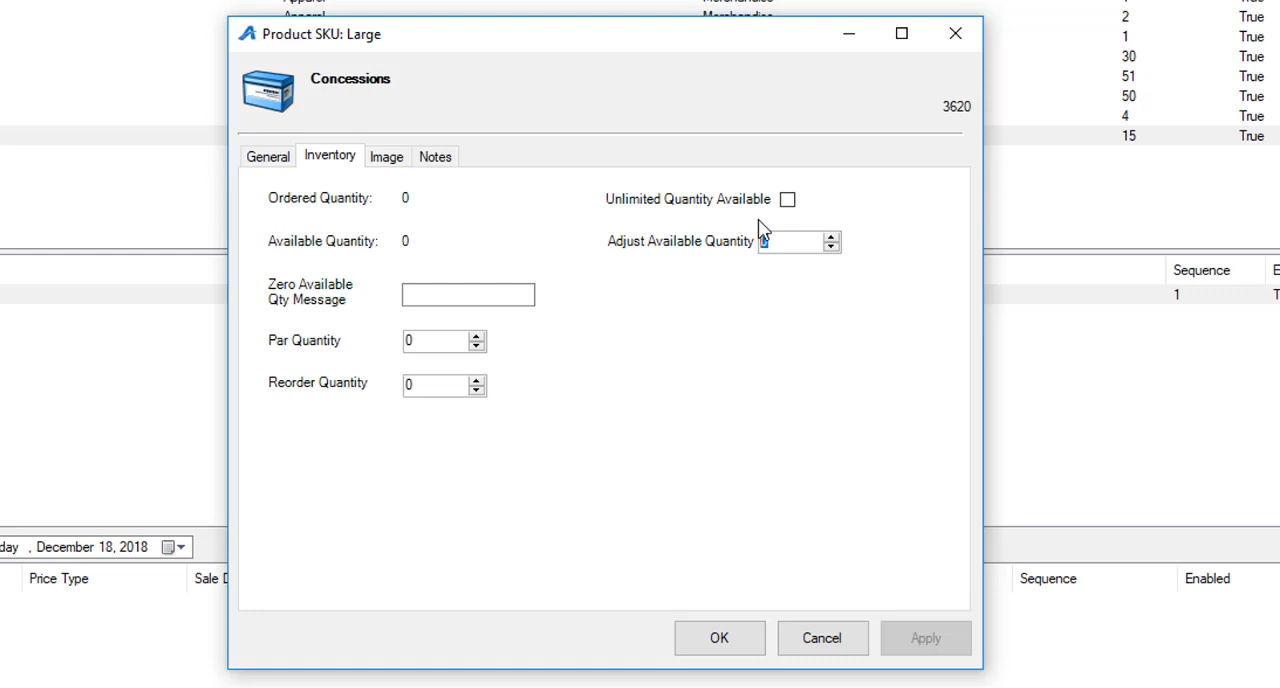 2 True
Product SKU: Large
1 True
30 True
Concessions
51 True
50 True
3620
4 True
15 True
General Inventory Image Notes
Ordered Quantity: 0 Unlimited Quantity Available
Available Quantity: 0 Adjust Available Quantity
Sequence
Zero Available
Qty Message
1
Par Quantity 0
Reorder Quantity 0
, December 18, 2018
Price Type Sale Sequence Enabled
OK Cancel Apply